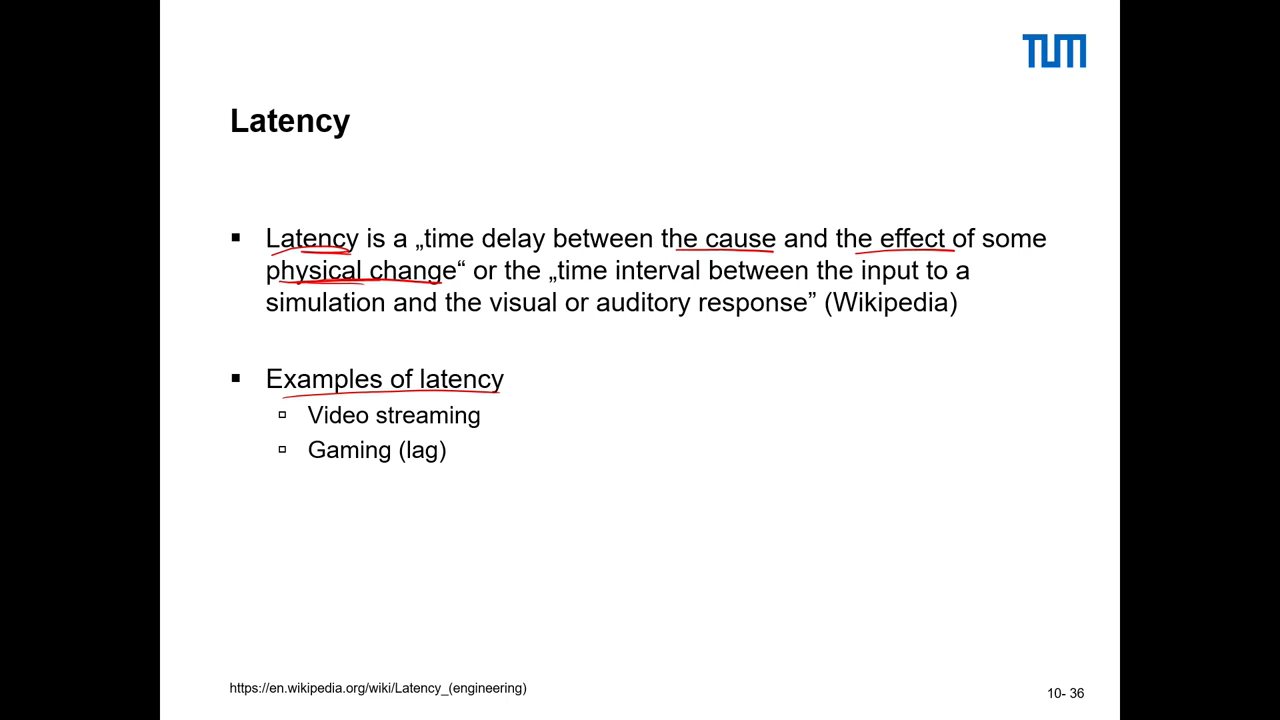 TUM
Latency
▪ Latency is a „time delay between the cause and the effect of some
physical change“ or the „time interval between the input to a
simulation and the visual or auditory response” (Wikipedia)
▪ Examples of latency
▫ Video streaming
▫ Gaming (lag)
https://en.wikipedia.org/wiki/Latency_(engineering)
10- 36